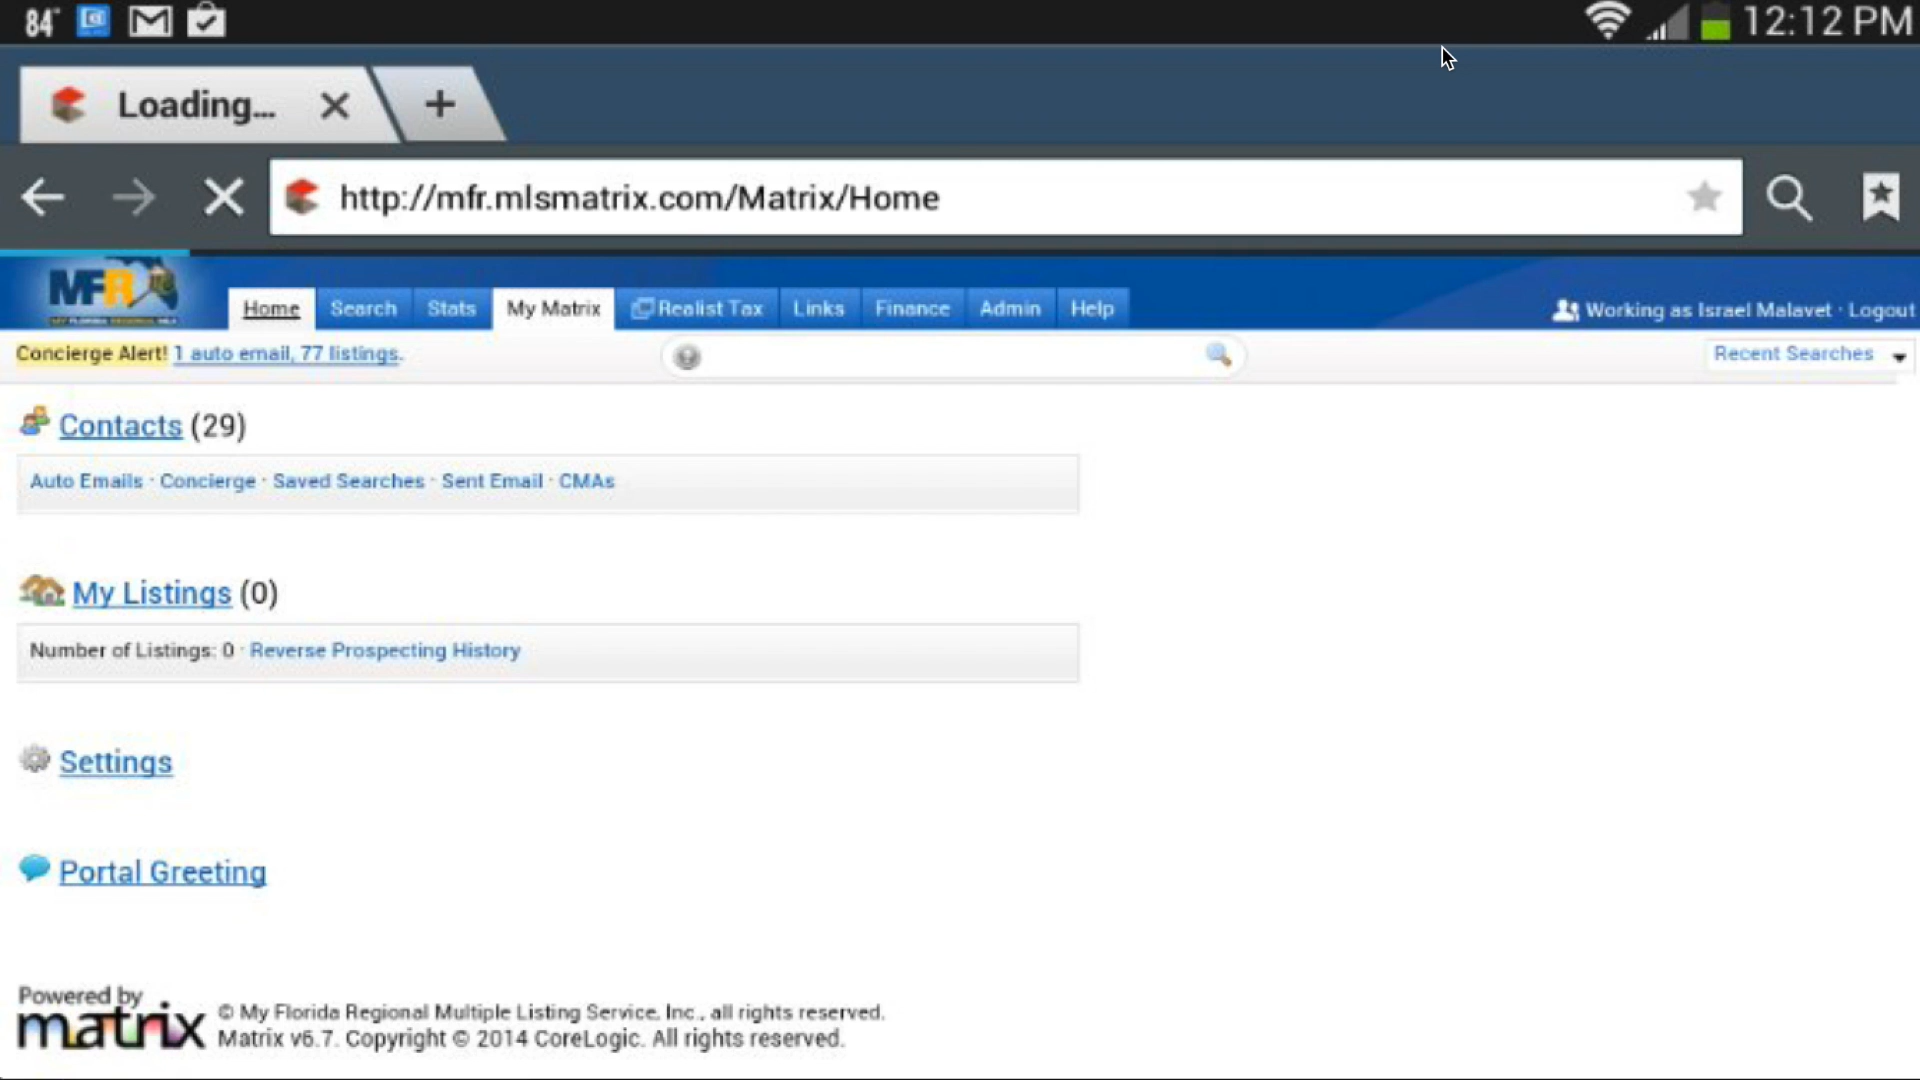 84° 12:12 PM
Loading...
http://mfr.mlsmatrix.com/Matrix/Home
MFR
Home Search Stats My Matrix Realist Tax Links Finance Admin Help Working as Israel Malavet · Logout
Concierge Alert! 1 auto email, 77 listings. Recent Searches
Contacts (29)
Auto Emails · Concierge · Saved Searches · Sent Email · CMAs
My Listings (0)
Number of Listings: 0 · Reverse Prospecting History
Settings
Portal Greeting
Powered by
matrix
© My Florida Regional Multiple Listing Service, Inc., all rights reserved.
Matrix v6.7. Copyright © 2014 CoreLogic. All rights reserved.